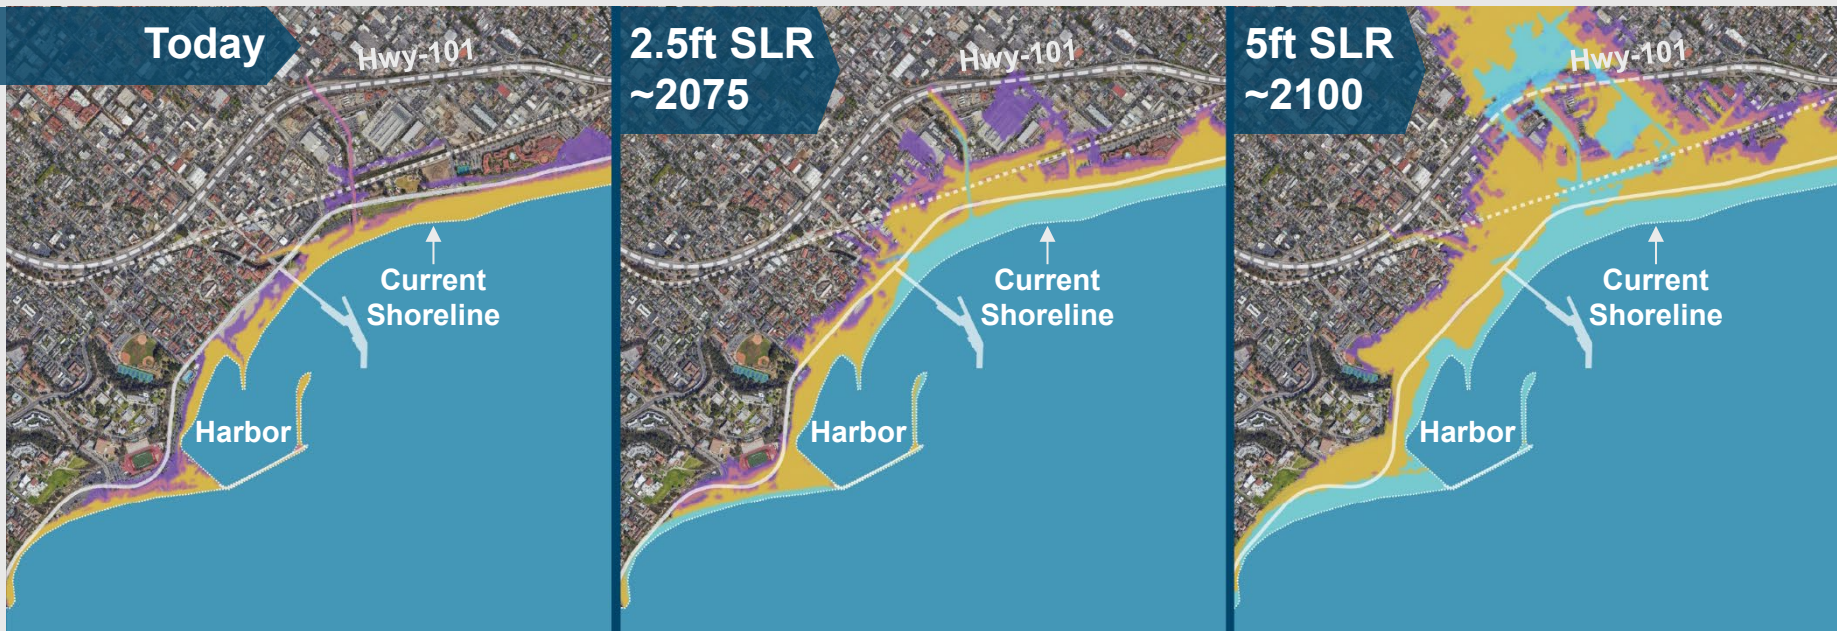 Today
Hwy-101
Current
Shoreline
Harbor
2.5ft SLR
~2075
Hwy-101
Current
Shoreline
Harbor
5ft SLR
~2100
Hwy-101
Current
Shoreline
Harbor